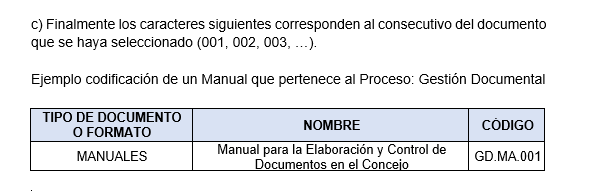 c) Finalmente los caracteres siguientes corresponden al consecutivo del documento
que se haya seleccionado (001, 002, 003, …).
Ejemplo codificación de un Manual que pertenece al Proceso: Gestión Documental
TIPO DE DOCUMENTO
O FORMATO
NOMBRE
CÓDIGO
MANUALES
Manual para la Elaboración y Control de
Documentos en el Concejo
GD.MA.001